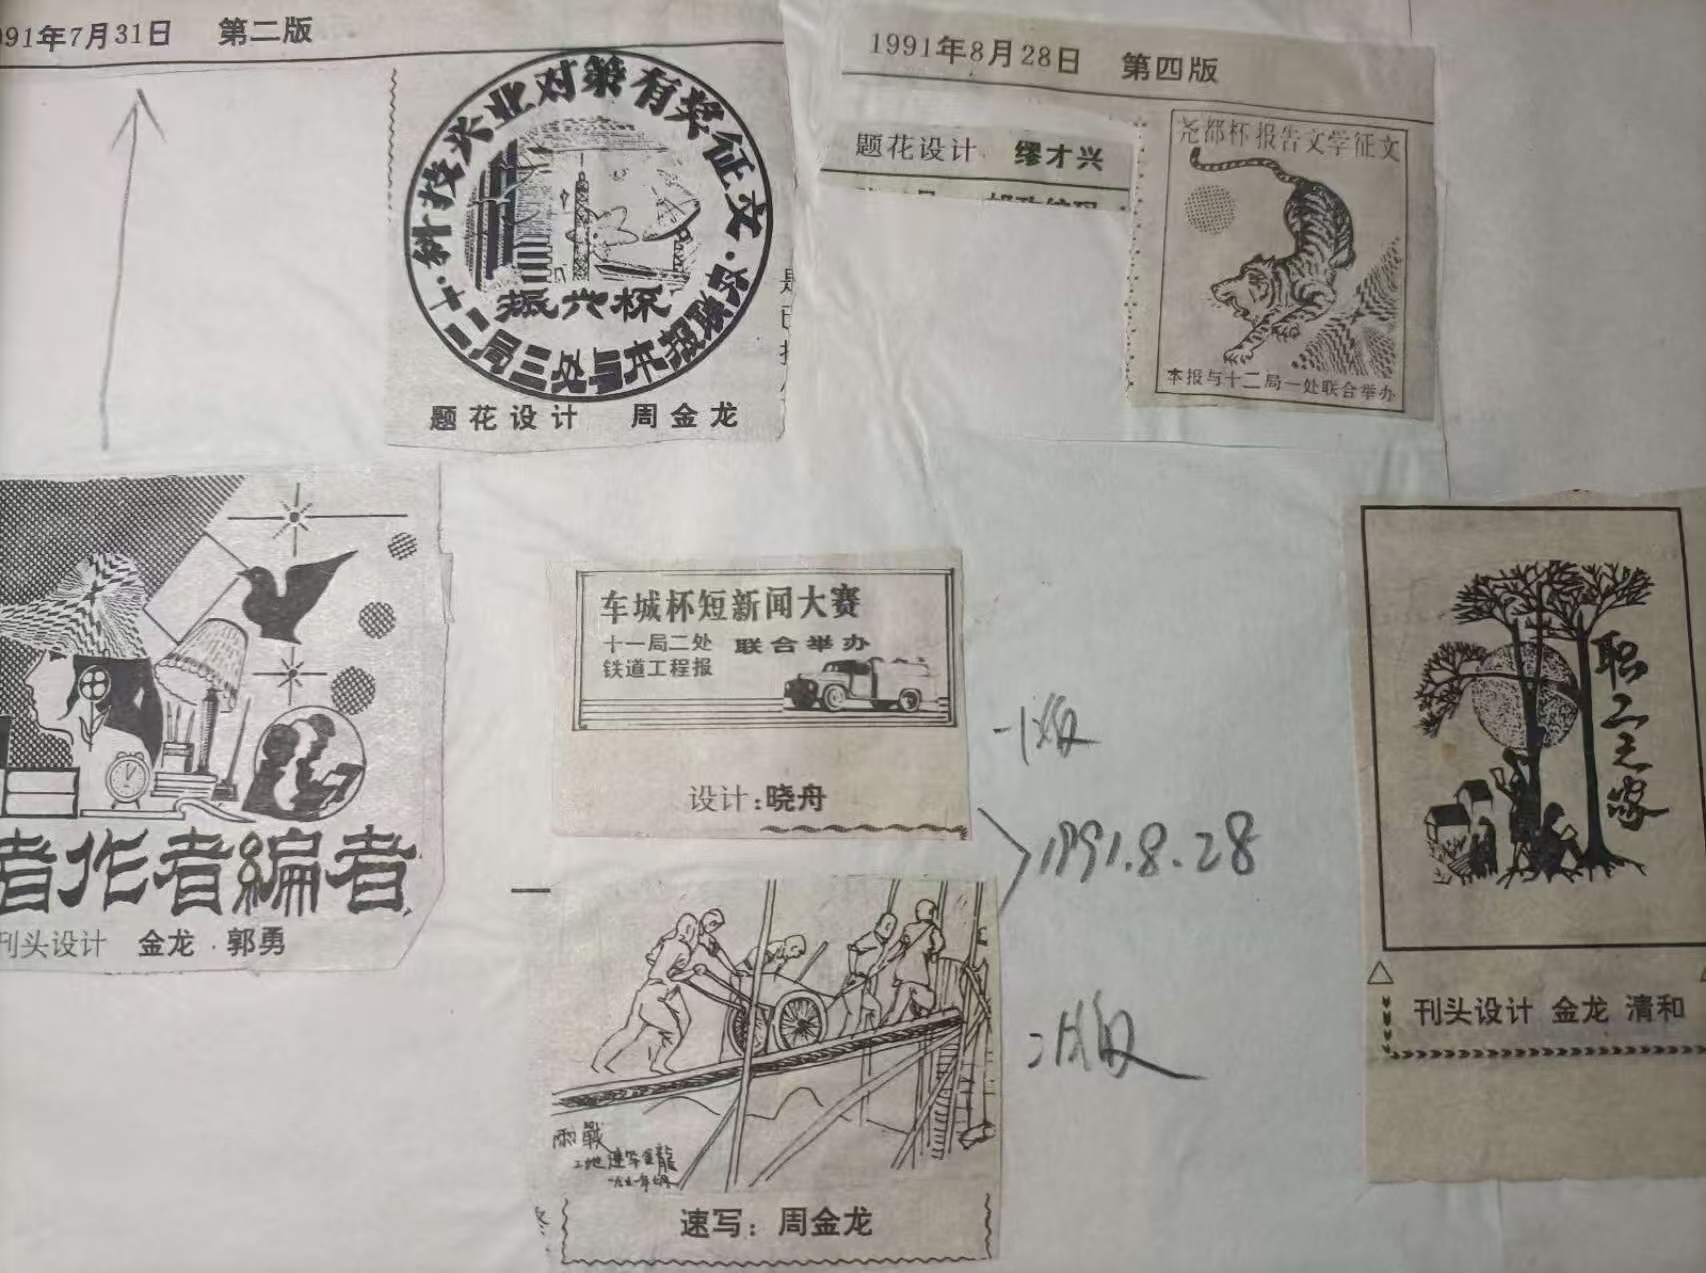 91年7月31日 第二版
科技兴业对策有奖征文
振兴杯
十二局三处与本报联办
题花设计 周金龙
1991年8月28日 第四版
题花设计 缪才兴
尧都杯报告文学征文
本报与十二局一处联合举办
者作者编者
刊头设计 金龙 郭勇
车城杯短新闻大赛
十一局二处 联合举办
铁道工程报
设计:晓舟
一版
1991.8.28
二版
雨戰
工地速写金龍
速写:周金龙
职工之家
刊头设计 金龙 清和